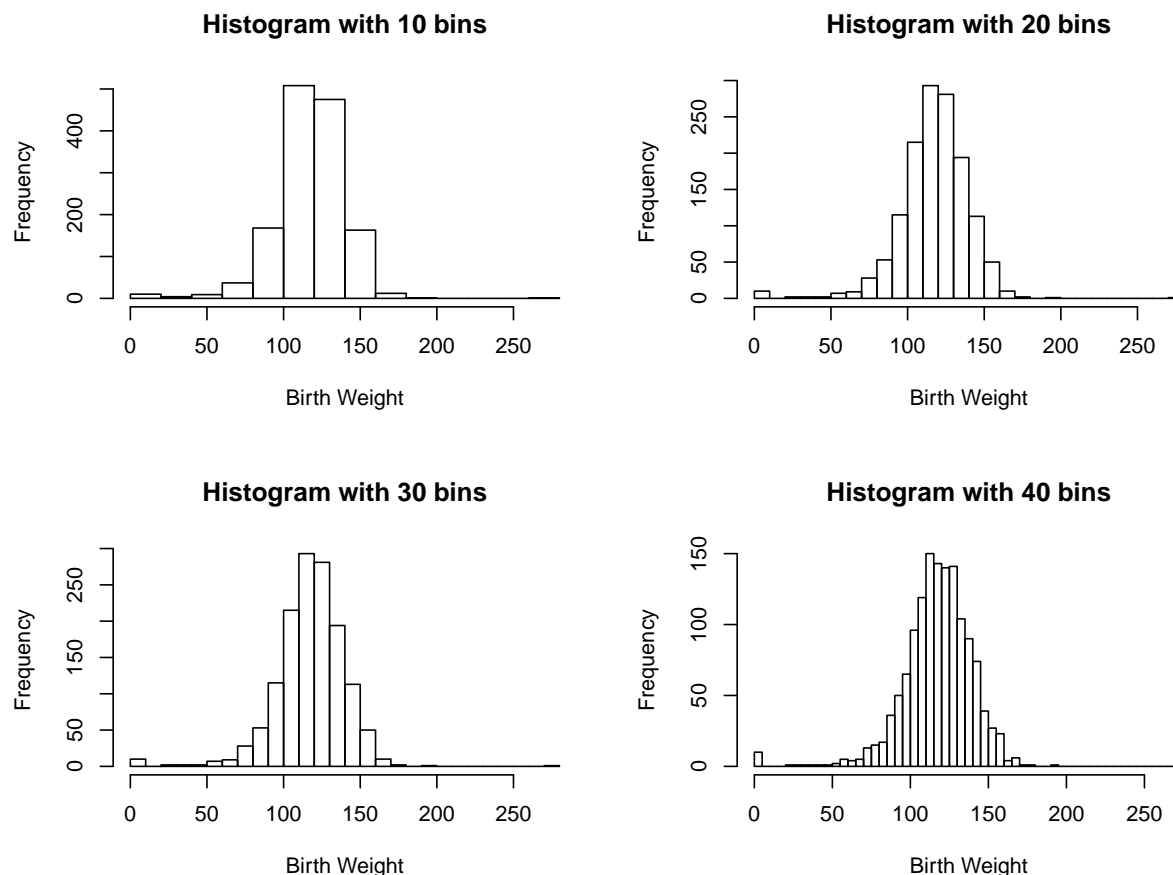 Histogram with 10 bins
Frequency
0
200
400
0 50 100 150 200 250
Birth Weight
Histogram with 20 bins
Frequency
0
50
150
250
0 50 100 150 200 250
Birth Weight
Histogram with 30 bins
Frequency
0
50
150
250
0 50 100 150 200 250
Birth Weight
Histogram with 40 bins
Frequency
0
50
100
150
0 50 100 150 200 250
Birth Weight